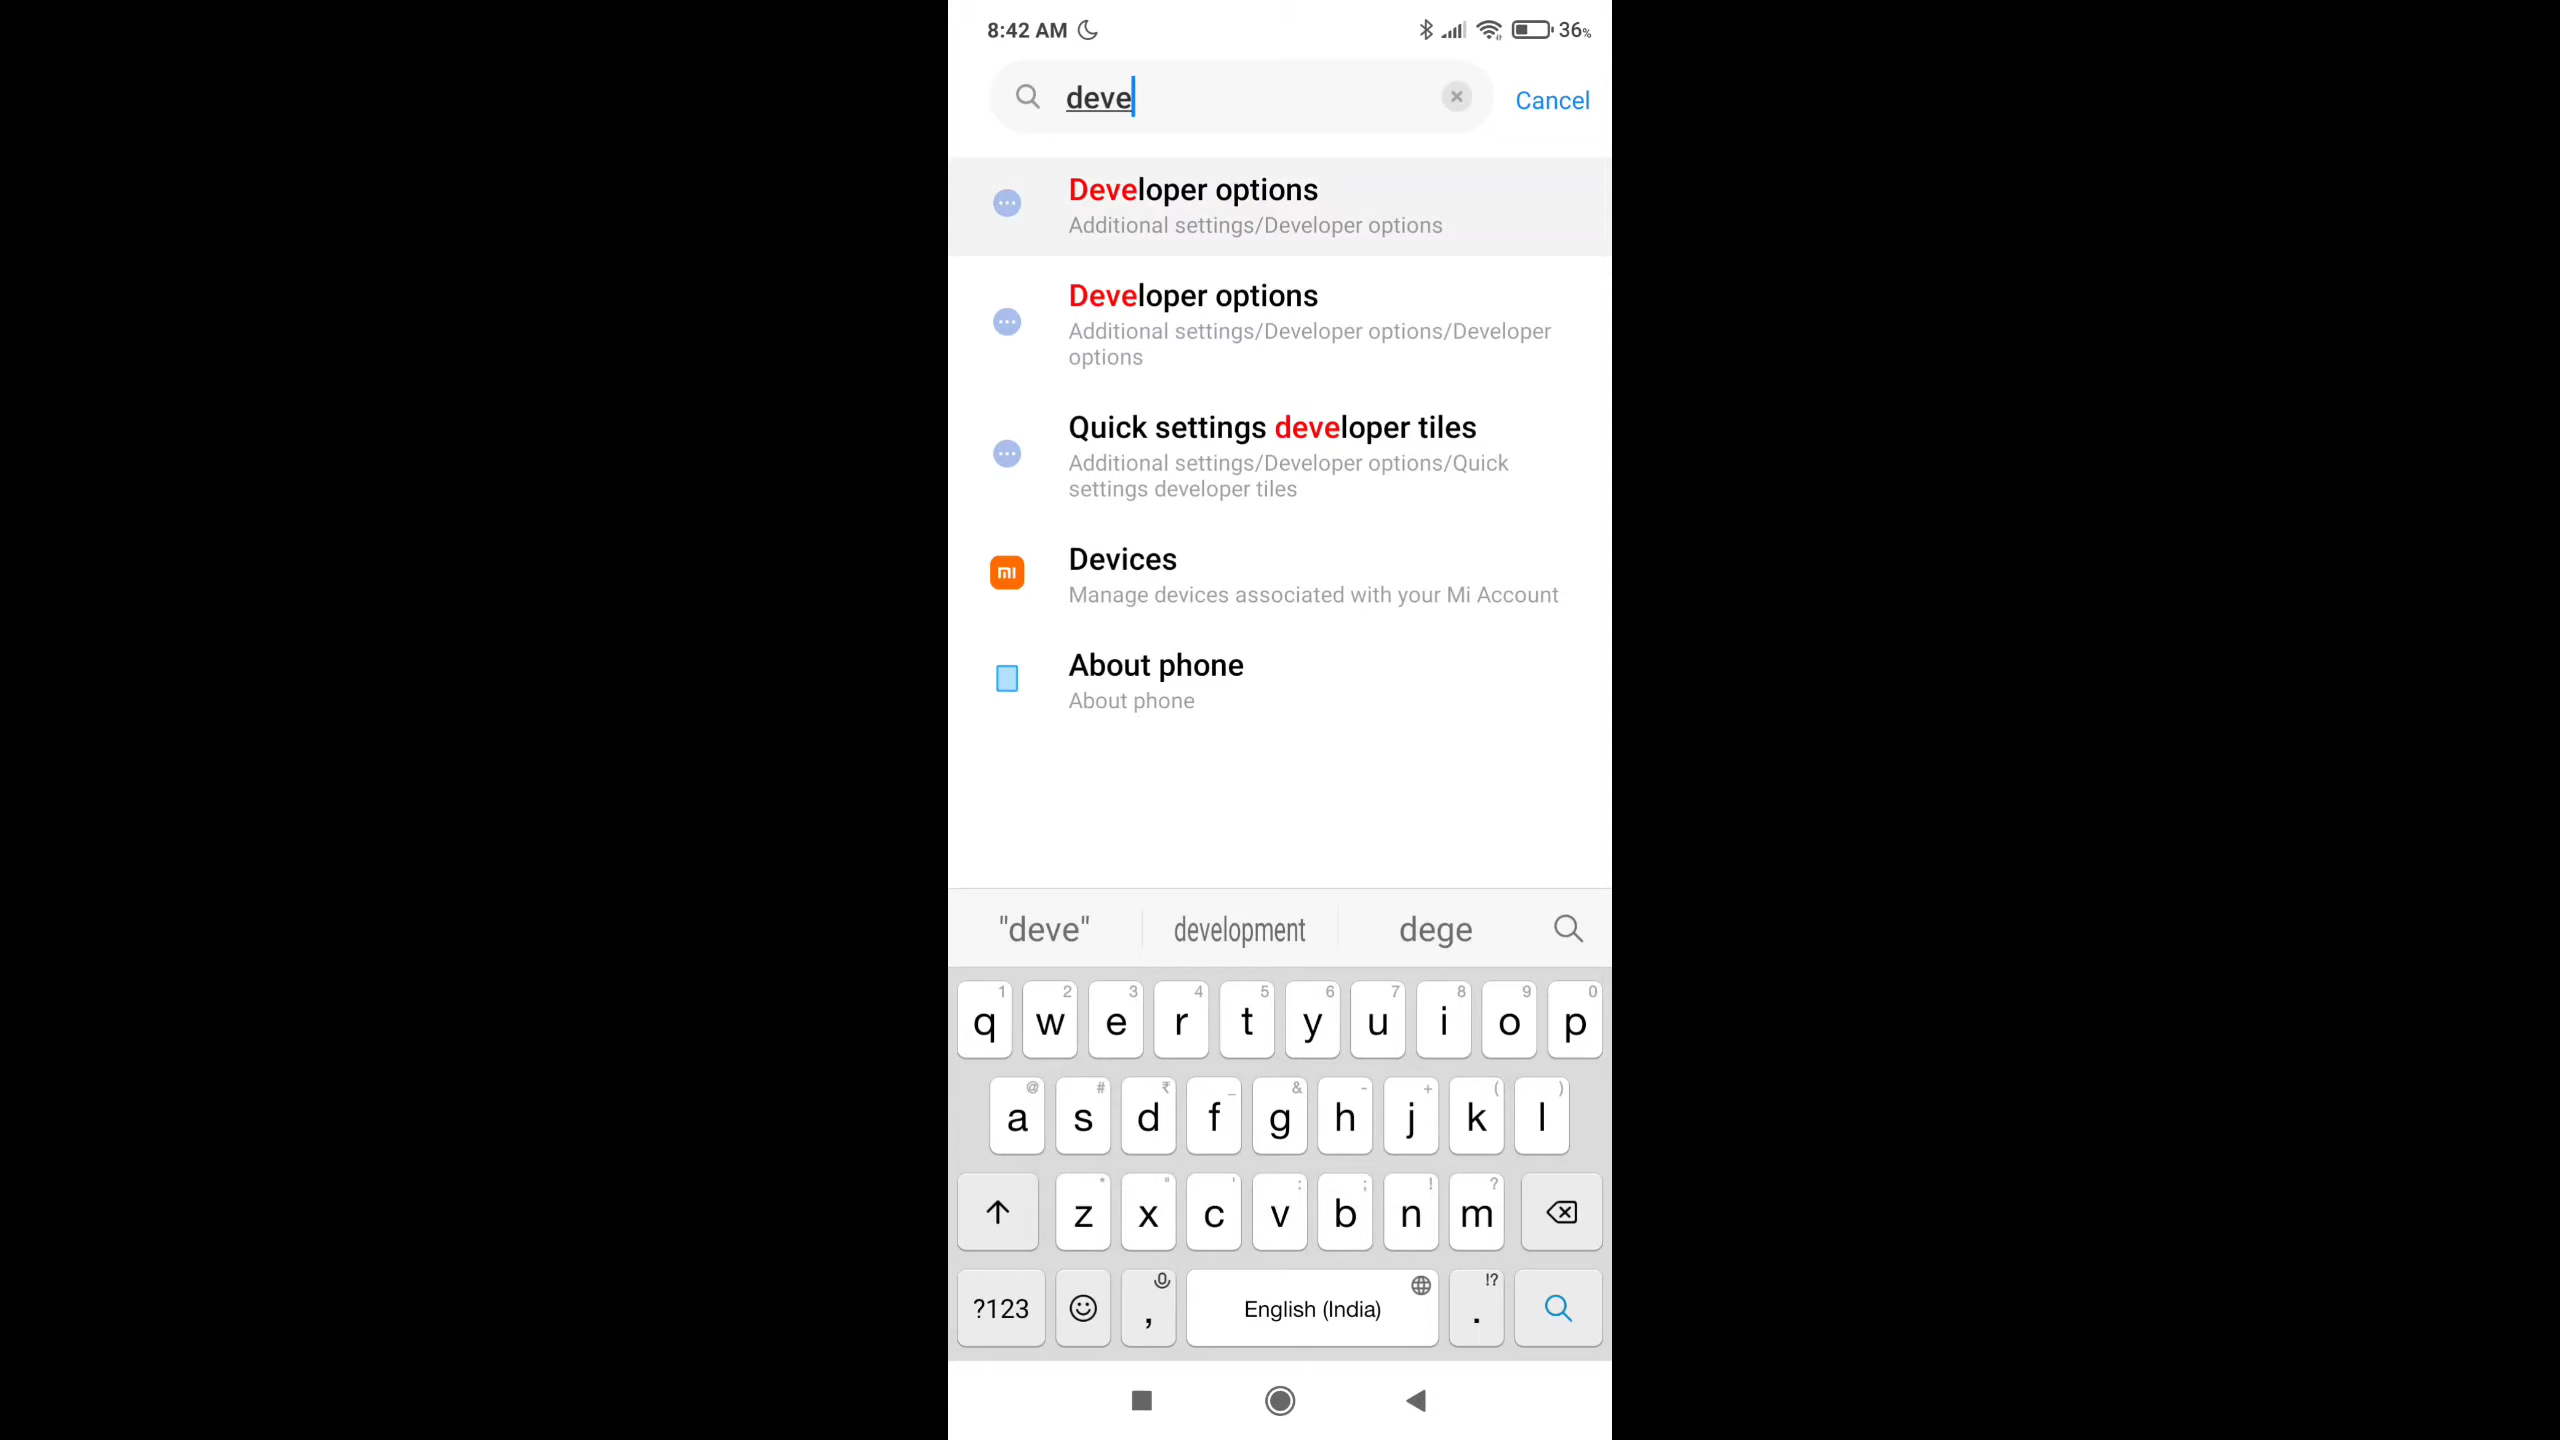 8:42 AM 36%
deve Cancel
Developer options
Additional settings/Developer options
Developer options
Additional settings/Developer options/Developer
options
Quick settings developer tiles
Additional settings/Developer options/Quick
settings developer tiles
Devices
Manage devices associated with your Mi Account
About phone
About phone
"deve" development dege
1 2 3 4 5 6 7 8 9 0
q w e r t y u i o p
@ # ₹ _ & - + ( )
a s d f g h j k l
* " ' : ; ! ?
z x c v b n m
!?
?123 , English (India) .